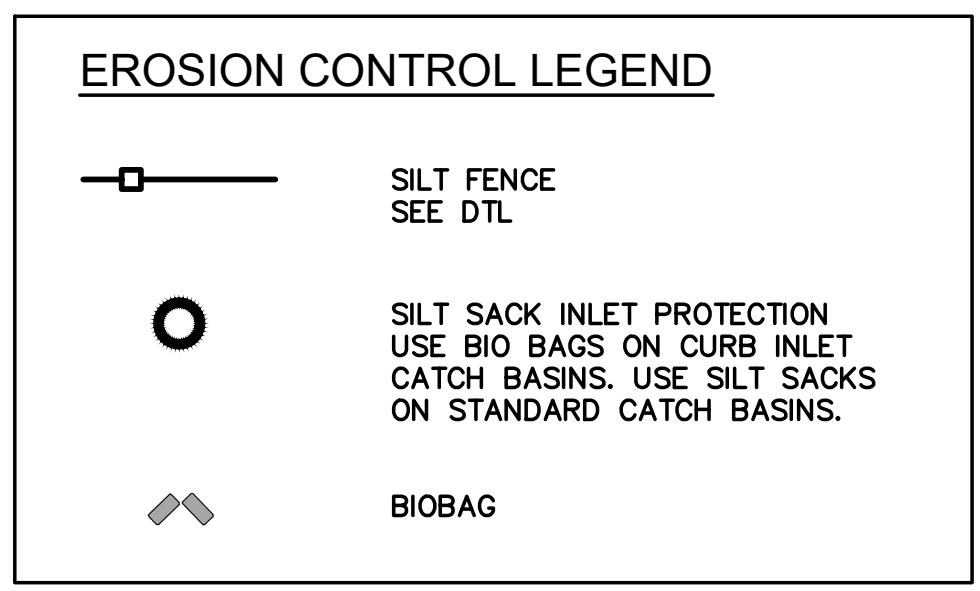 EROSION CONTROL LEGEND
SILT FENCE
SEE DTL
SILT SACK INLET PROTECTION
USE BIO BAGS ON CURB INLET
CATCH BASINS. USE SILT SACKS
ON STANDARD CATCH BASINS.
BIOBAG